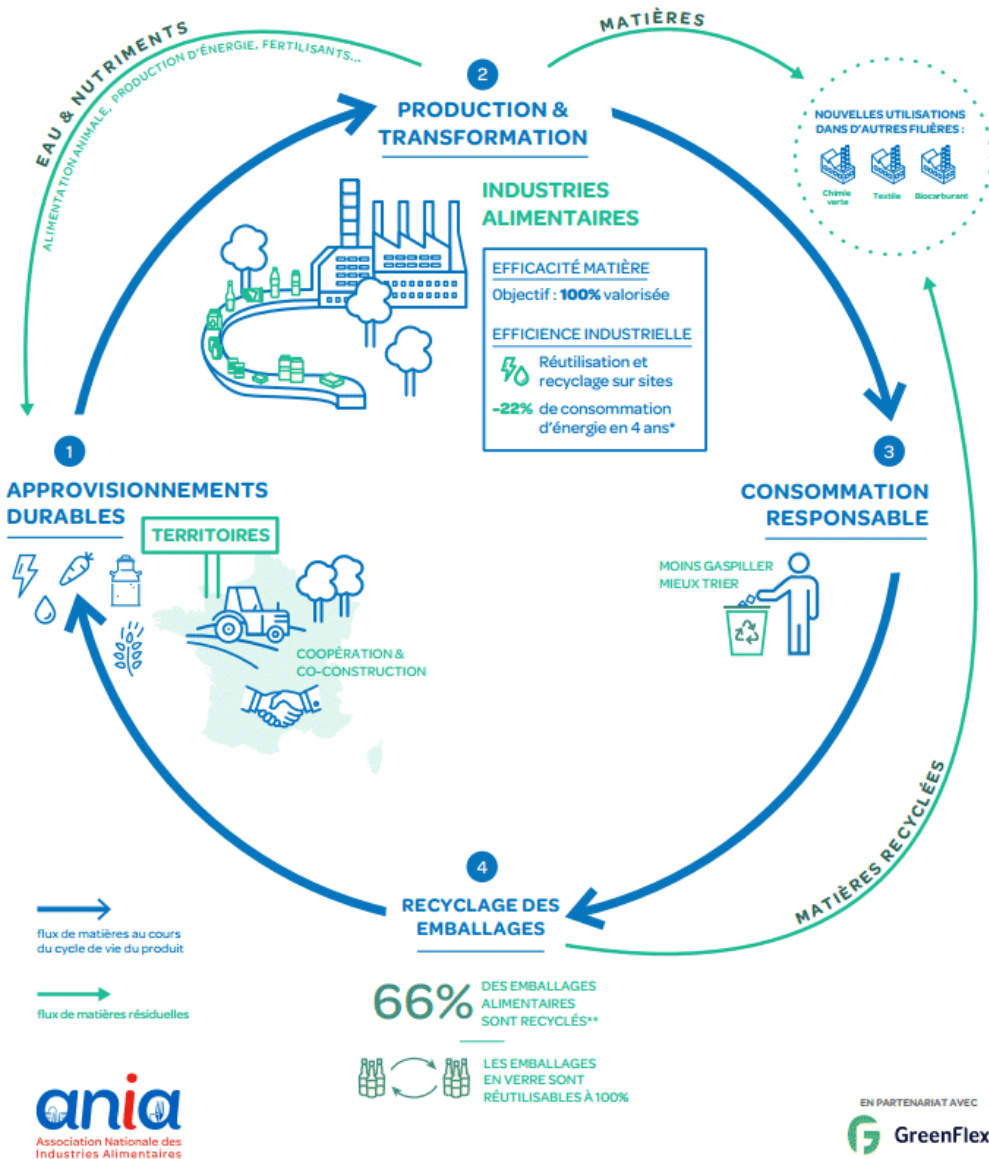 MATIÈRES
EAU & NUTRIMENTS
ALIMENTATION ANIMALE, PRODUCTION D'ÉNERGIE, FERTILISANTS...
2
PRODUCTION &
TRANSFORMATION
NOUVELLES UTILISATIONS
DANS D'AUTRES FILIÈRES :
Chimie
verte
Textile
Biocarburant
INDUSTRIES
ALIMENTAIRES
EFFICACITÉ MATIÈRE
Objectif : 100% valorisée
EFFICIENCE INDUSTRIELLE
Réutilisation et
recyclage sur sites
-22% de consommation
d'énergie en 4 ans*
1
APPROVISIONNEMENTS
DURABLES
TERRITOIRES
COOPÉRATION &
CO-CONSTRUCTION
3
CONSOMMATION
RESPONSABLE
MOINS GASPILLER
MIEUX TRIER
MATIÈRES RECYCLÉES
4
RECYCLAGE DES
EMBALLAGES
66% DES EMBALLAGES
ALIMENTAIRES
SONT RECYCLÉS**
LES EMBALLAGES
EN VERRE SONT
RÉUTILISABLES À 100%
flux de matières au cours
du cycle de vie du produit
flux de matières résiduelles
ania
Association Nationale des
Industries Alimentaires
EN PARTENARIAT AVEC
GreenFlex